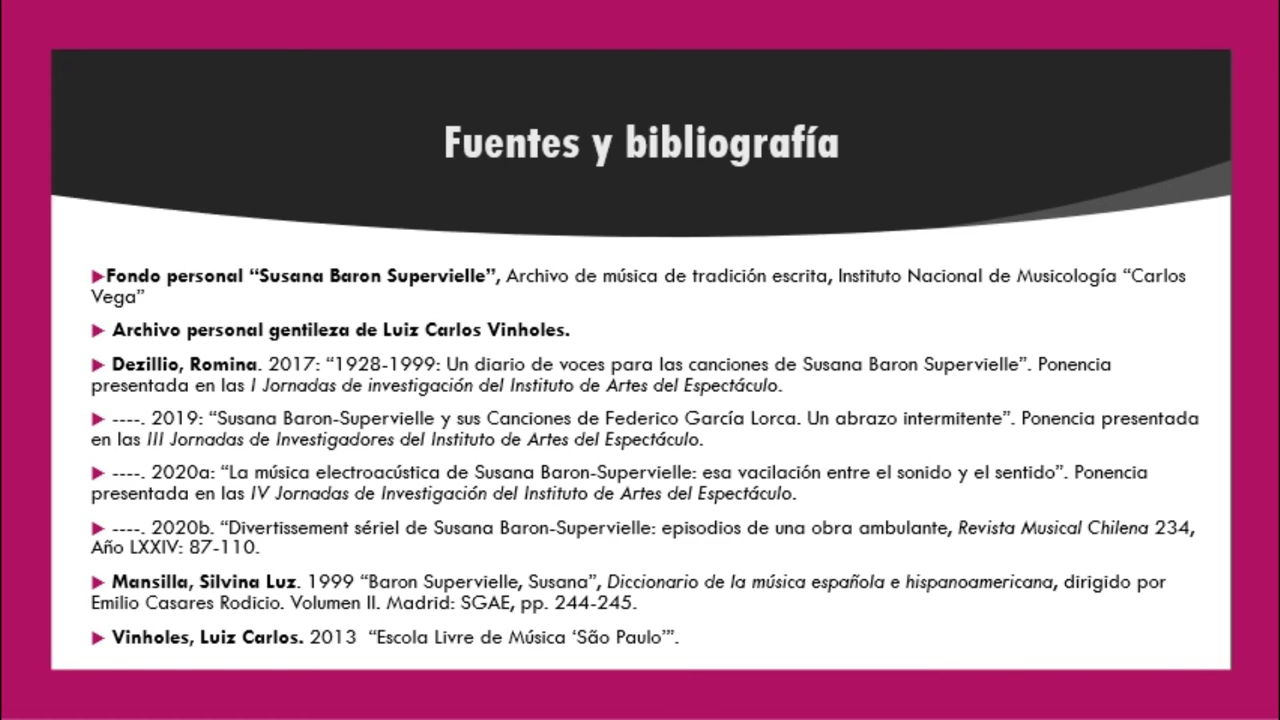 Fuentes y bibliografía
▶Fondo personal “Susana Baron Supervielle”, Archivo de música de tradición escrita, Instituto Nacional de Musicología “Carlos
Vega”
▶ Archivo personal gentileza de Luiz Carlos Vinholes.
▶ Dezillio, Romina. 2017: “1928-1999: Un diario de voces para las canciones de Susana Baron Supervielle”. Ponencia
presentada en las I Jornadas de investigación del Instituto de Artes del Espectáculo.
▶ ----. 2019: “Susana Baron-Supervielle y sus Canciones de Federico García Lorca. Un abrazo intermitente”. Ponencia presentada
en las III Jornadas de Investigadores del Instituto de Artes del Espectáculo.
▶ ----. 2020a: “La música electroacústica de Susana Baron-Supervielle: esa vacilación entre el sonido y el sentido”. Ponencia
presentada en las IV Jornadas de Investigación del Instituto de Artes del Espectáculo.
▶ ----. 2020b. “Divertissement sériel de Susana Baron-Supervielle: episodios de una obra ambulante, Revista Musical Chilena 234,
Año LXXIV: 87-110.
▶ Mansilla, Silvina Luz. 1999 “Baron Supervielle, Susana”, Diccionario de la música española e hispanoamericana, dirigido por
Emilio Casares Rodicio. Volumen II. Madrid: SGAE, pp. 244-245.
▶ Vinholes, Luiz Carlos. 2013 “Escola Livre de Música ‘São Paulo’”.